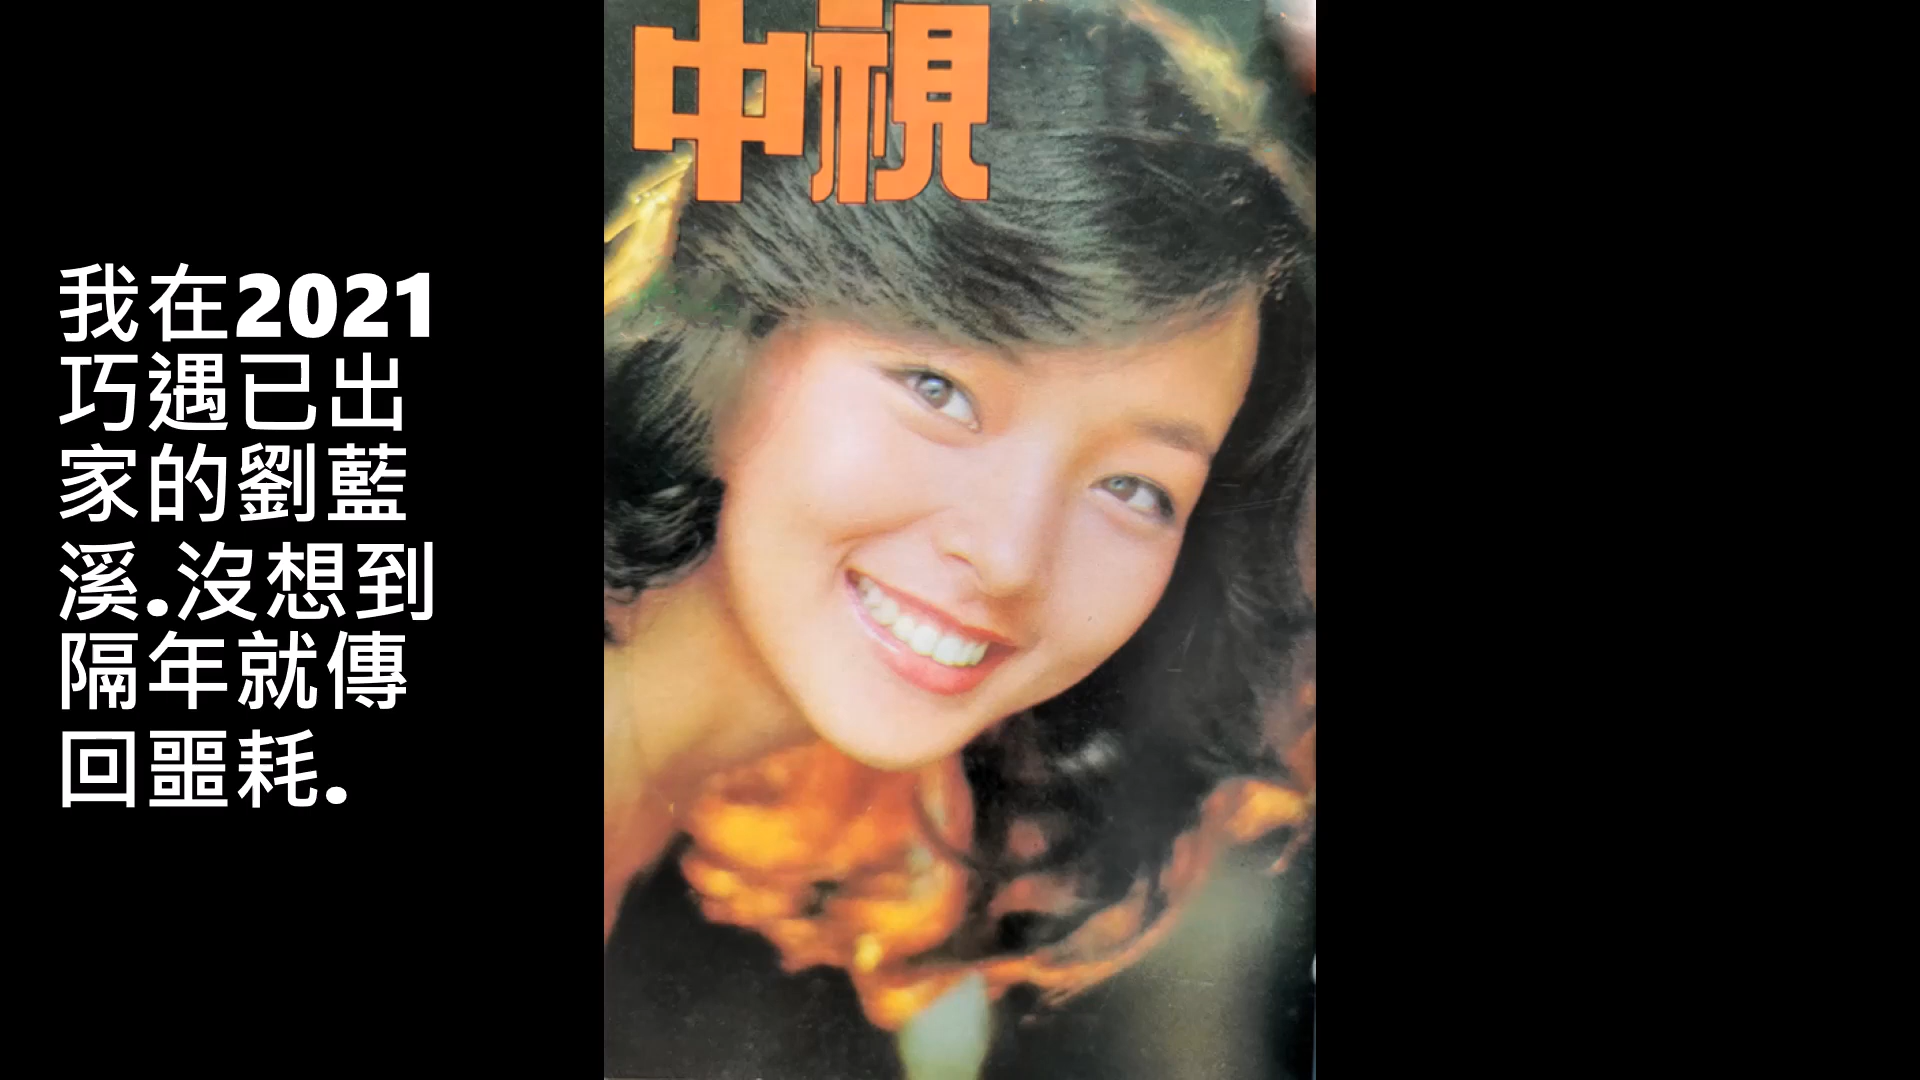 我在2021
巧遇已出
家的劉藍
溪.沒想到
隔年就傳
回噩耗.
中視